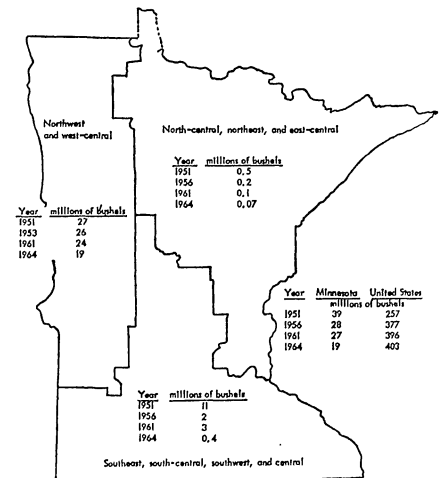 Northwest
and west-central
North-central, northeast, and east-central
Year millions of bushels
1951 0.5
1956 0.2
1961 0.1
1964 0.07
Year millions of bushels
1951 27
1953 26
1961 24
1964 19
Year Minnesota United States
millions of bushels
1951 39 257
1956 28 377
1961 27 396
1964 19 403
Year millions of bushels
1951 11
1956 2
1961 3
1964 0.4
Southeast, south-central, southwest, and central